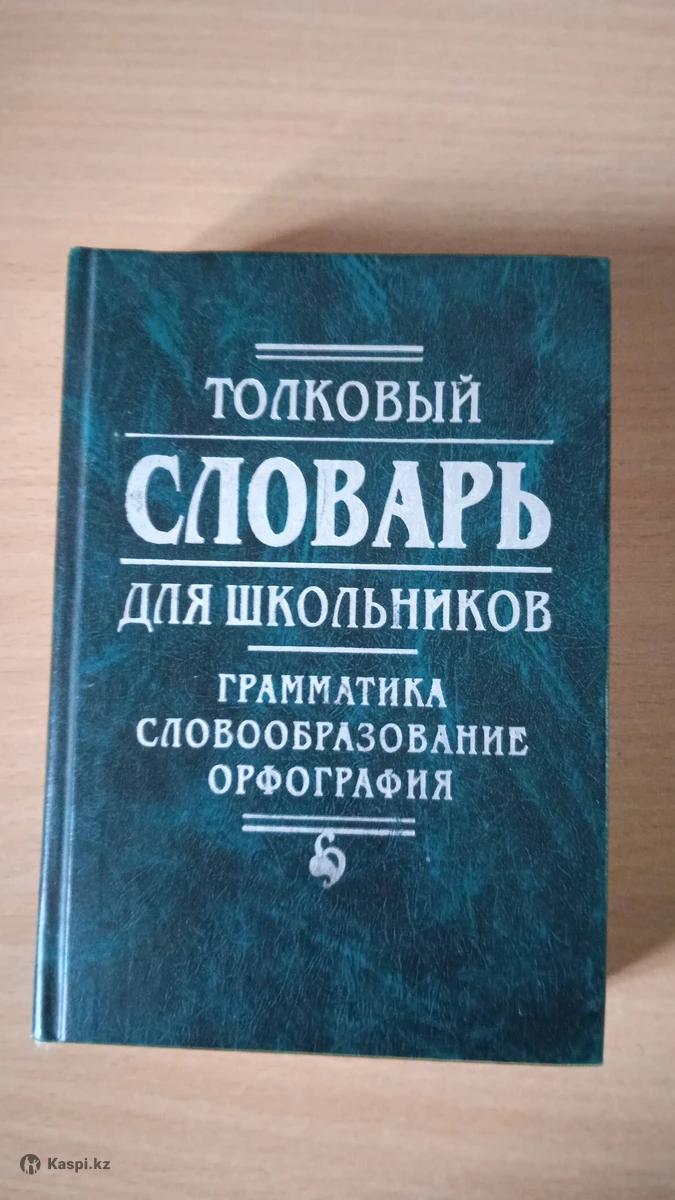 ТОЛКОВЫЙ
СЛОВАРЬ
ДЛЯ ШКОЛЬНИКОВ
ГРАММАТИКА
СЛОВООБРАЗОВАНИЕ
ОРФОГРАФИЯ
Kaspi.kz